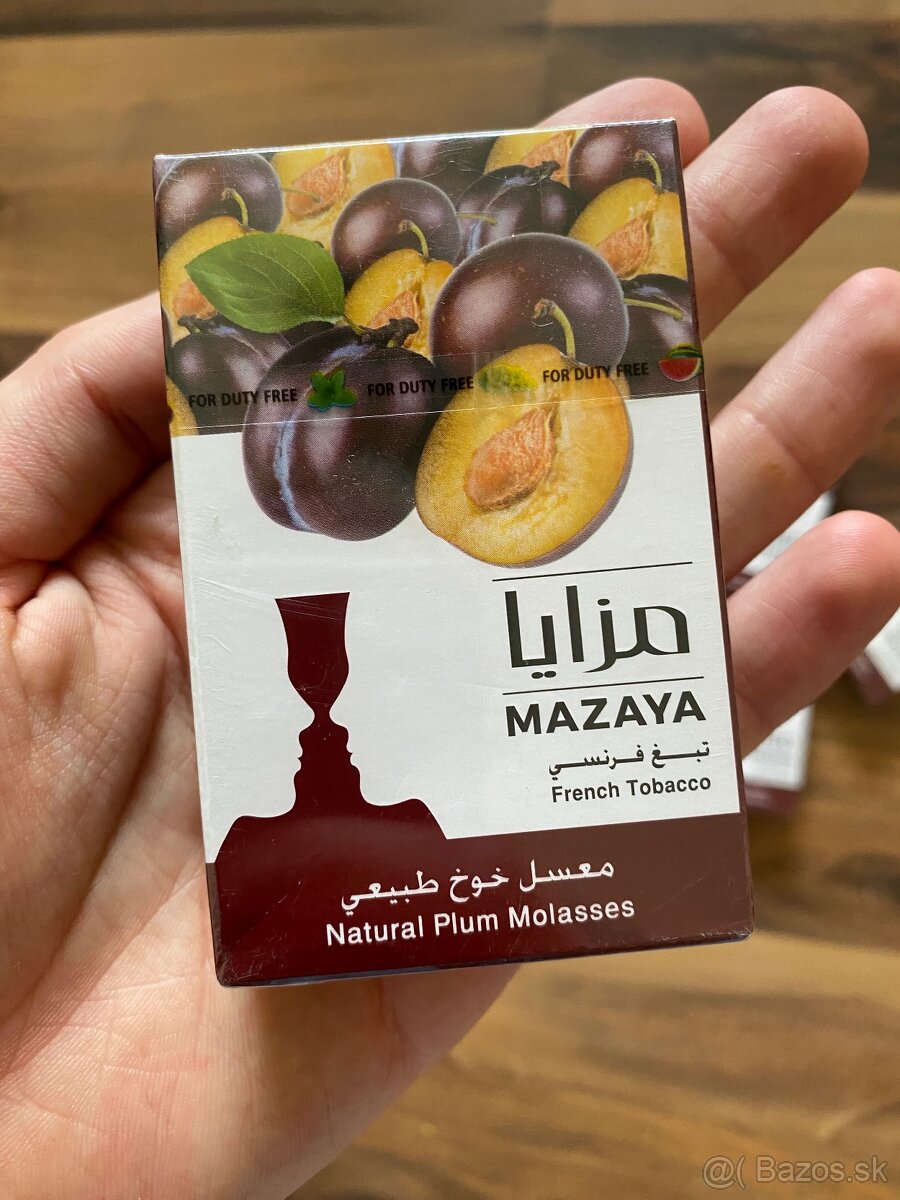 FOR DUTY FREE FOR DUTY FREE FOR DUTY FREE
مزايا
MAZAYA
تبغ فرنسي
French Tobacco
معسل خوخ طبيعي
Natural Plum Molasses
@( Bazos.sk